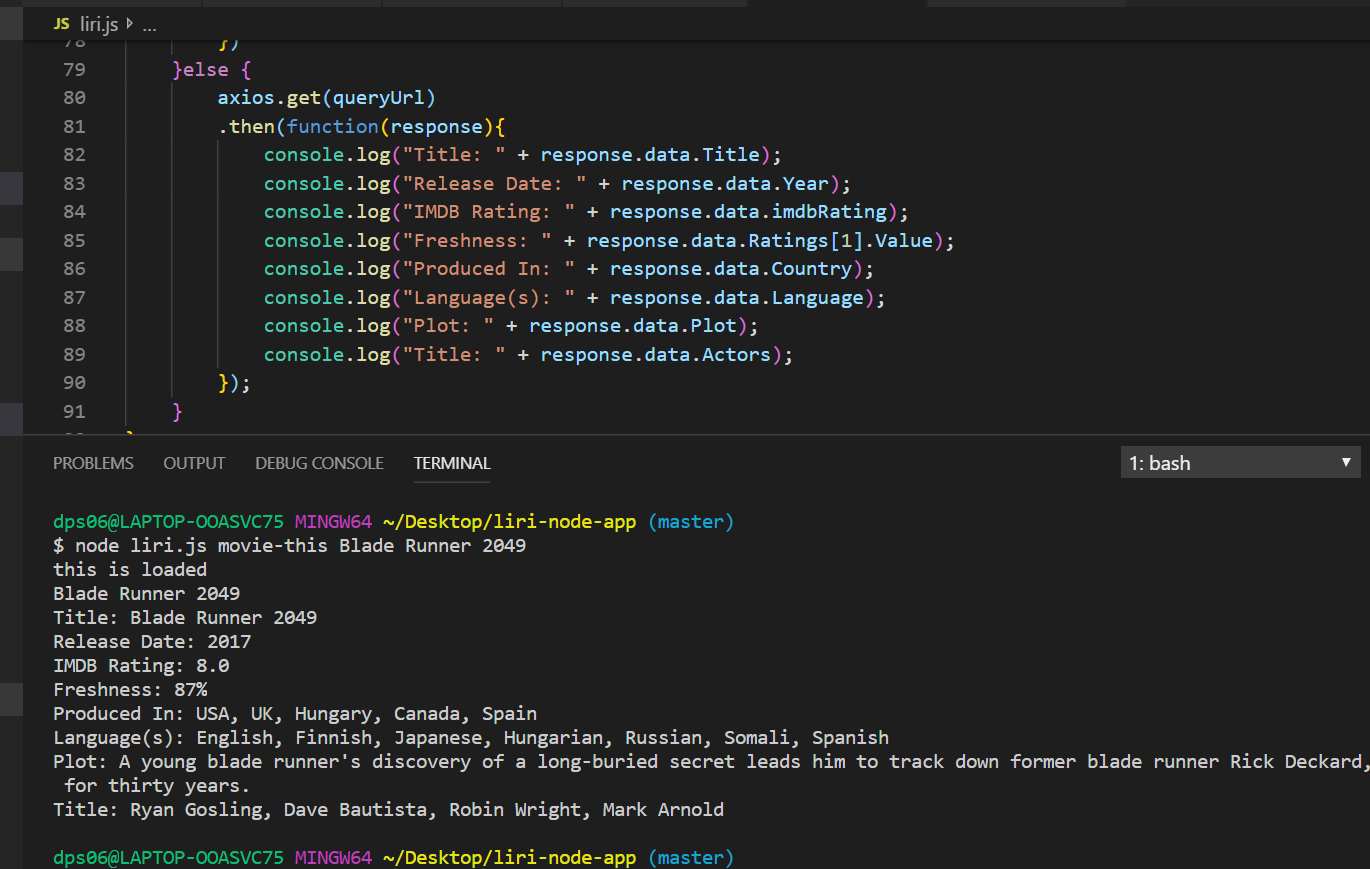 JS liri.js ...
78 })
79 }else {
80 axios.get(queryUrl)
81 .then(function(response){
82 console.log("Title: " + response.data.Title);
83 console.log("Release Date: " + response.data.Year);
84 console.log("IMDB Rating: " + response.data.imdbRating);
85 console.log("Freshness: " + response.data.Ratings[1].Value);
86 console.log("Produced In: " + response.data.Country);
87 console.log("Language(s): " + response.data.Language);
88 console.log("Plot: " + response.data.Plot);
89 console.log("Title: " + response.data.Actors);
90 });
91 }
PROBLEMS OUTPUT DEBUG CONSOLE TERMINAL 1: bash
dps06@LAPTOP-OOASVC75 MINGW64 ~/Desktop/liri-node-app (master)
$ node liri.js movie-this Blade Runner 2049
this is loaded
Blade Runner 2049
Title: Blade Runner 2049
Release Date: 2017
IMDB Rating: 8.0
Freshness: 87%
Produced In: USA, UK, Hungary, Canada, Spain
Language(s): English, Finnish, Japanese, Hungarian, Russian, Somali, Spanish
Plot: A young blade runner's discovery of a long-buried secret leads him to track down former blade runner Rick Deckard,
for thirty years.
Title: Ryan Gosling, Dave Bautista, Robin Wright, Mark Arnold
dps06@LAPTOP-OOASVC75 MINGW64 ~/Desktop/liri-node-app (master)